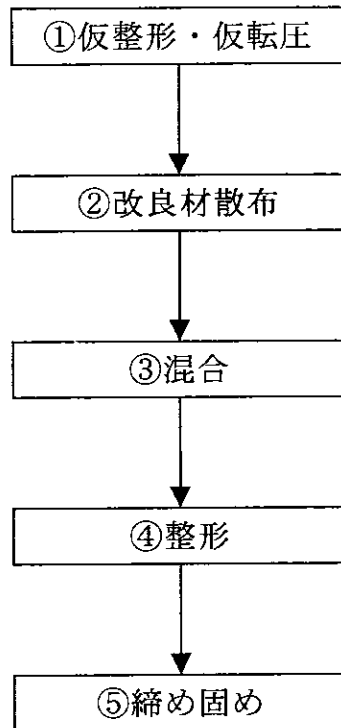 ①仮整形・仮転圧
②改良材散布
③混合
④整形
⑤締め固め